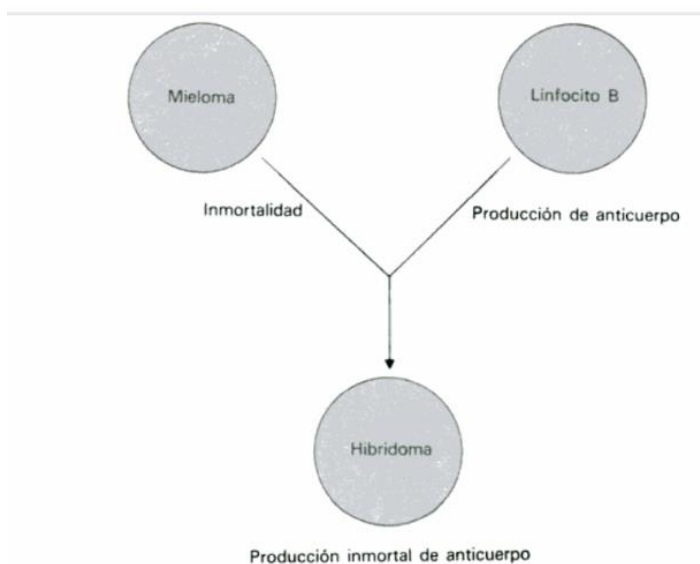 Mieloma
Linfocito B
Inmortalidad
Producción de anticuerpo
Hibridoma
Producción inmortal de anticuerpo